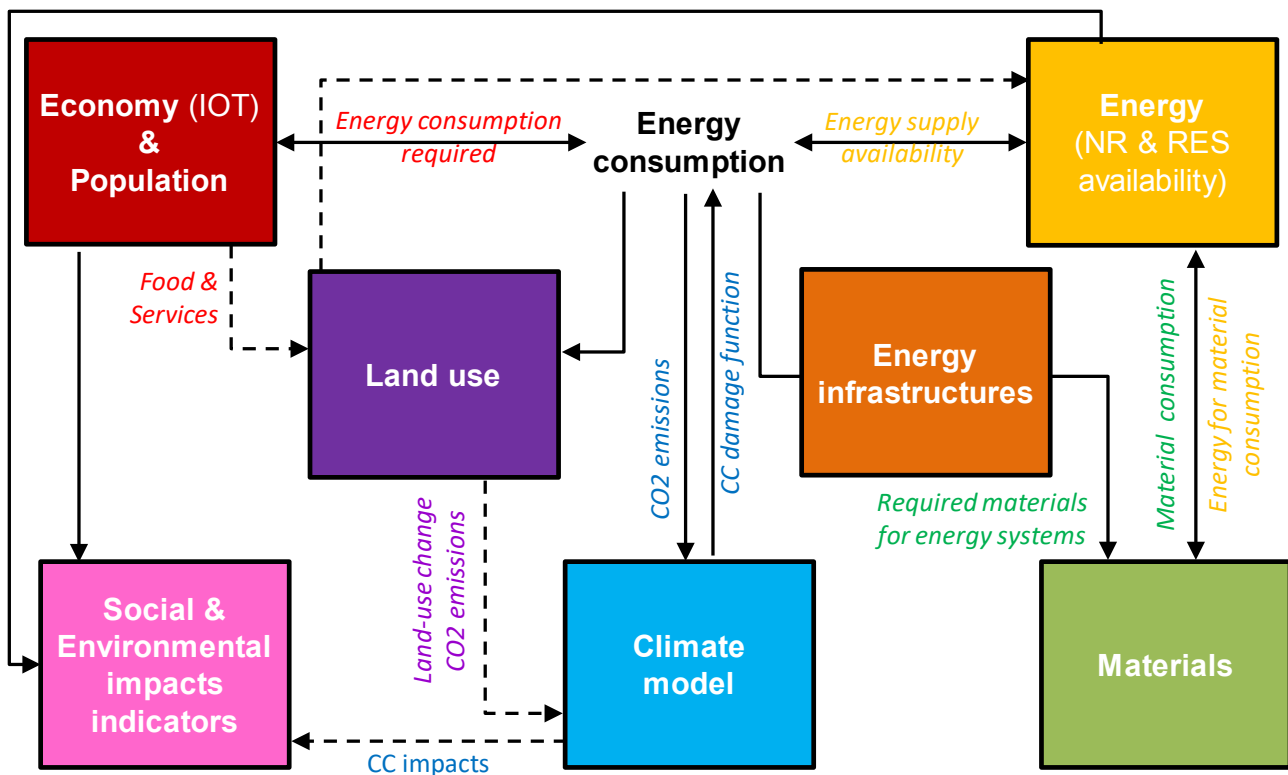 Economy (IOT)
&
Population
Energy consumption
required
Energy
consumption
Energy supply
availability
Energy
(NR & RES
availability)
Food &
Services
Land use
CO2 emissions
CC damage function
Energy
infrastructures
Material consumption
Energy for material
consumption
Required materials
for energy systems
Land-use change
CO2 emissions
Social &
Environmental
impacts
indicators
Climate
model
Materials
CC impacts